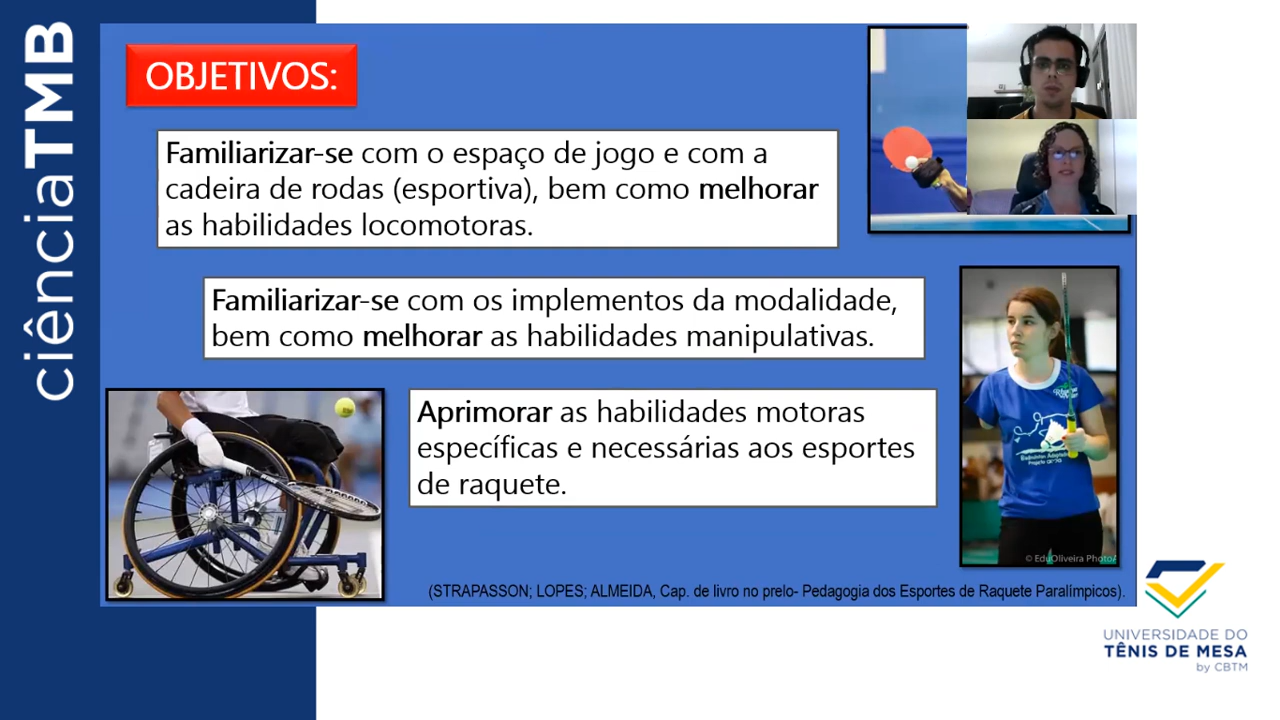 ciênciaTMB
OBJETIVOS:
Familiarizar-se com o espaço de jogo e com a
cadeira de rodas (esportiva), bem como melhorar
as habilidades locomotoras.
Familiarizar-se com os implementos da modalidade,
bem como melhorar as habilidades manipulativas.
Aprimorar as habilidades motoras
específicas e necessárias aos esportes
de raquete.
© EduOliveira
(STRAPASSON; LOPES; ALMEIDA, Cap. de livro no prelo- Pedagogia dos Esportes de Raquete Paralímpicos).
UNIVERSIDADE DO
TÊNIS DE MESA
by CBTM